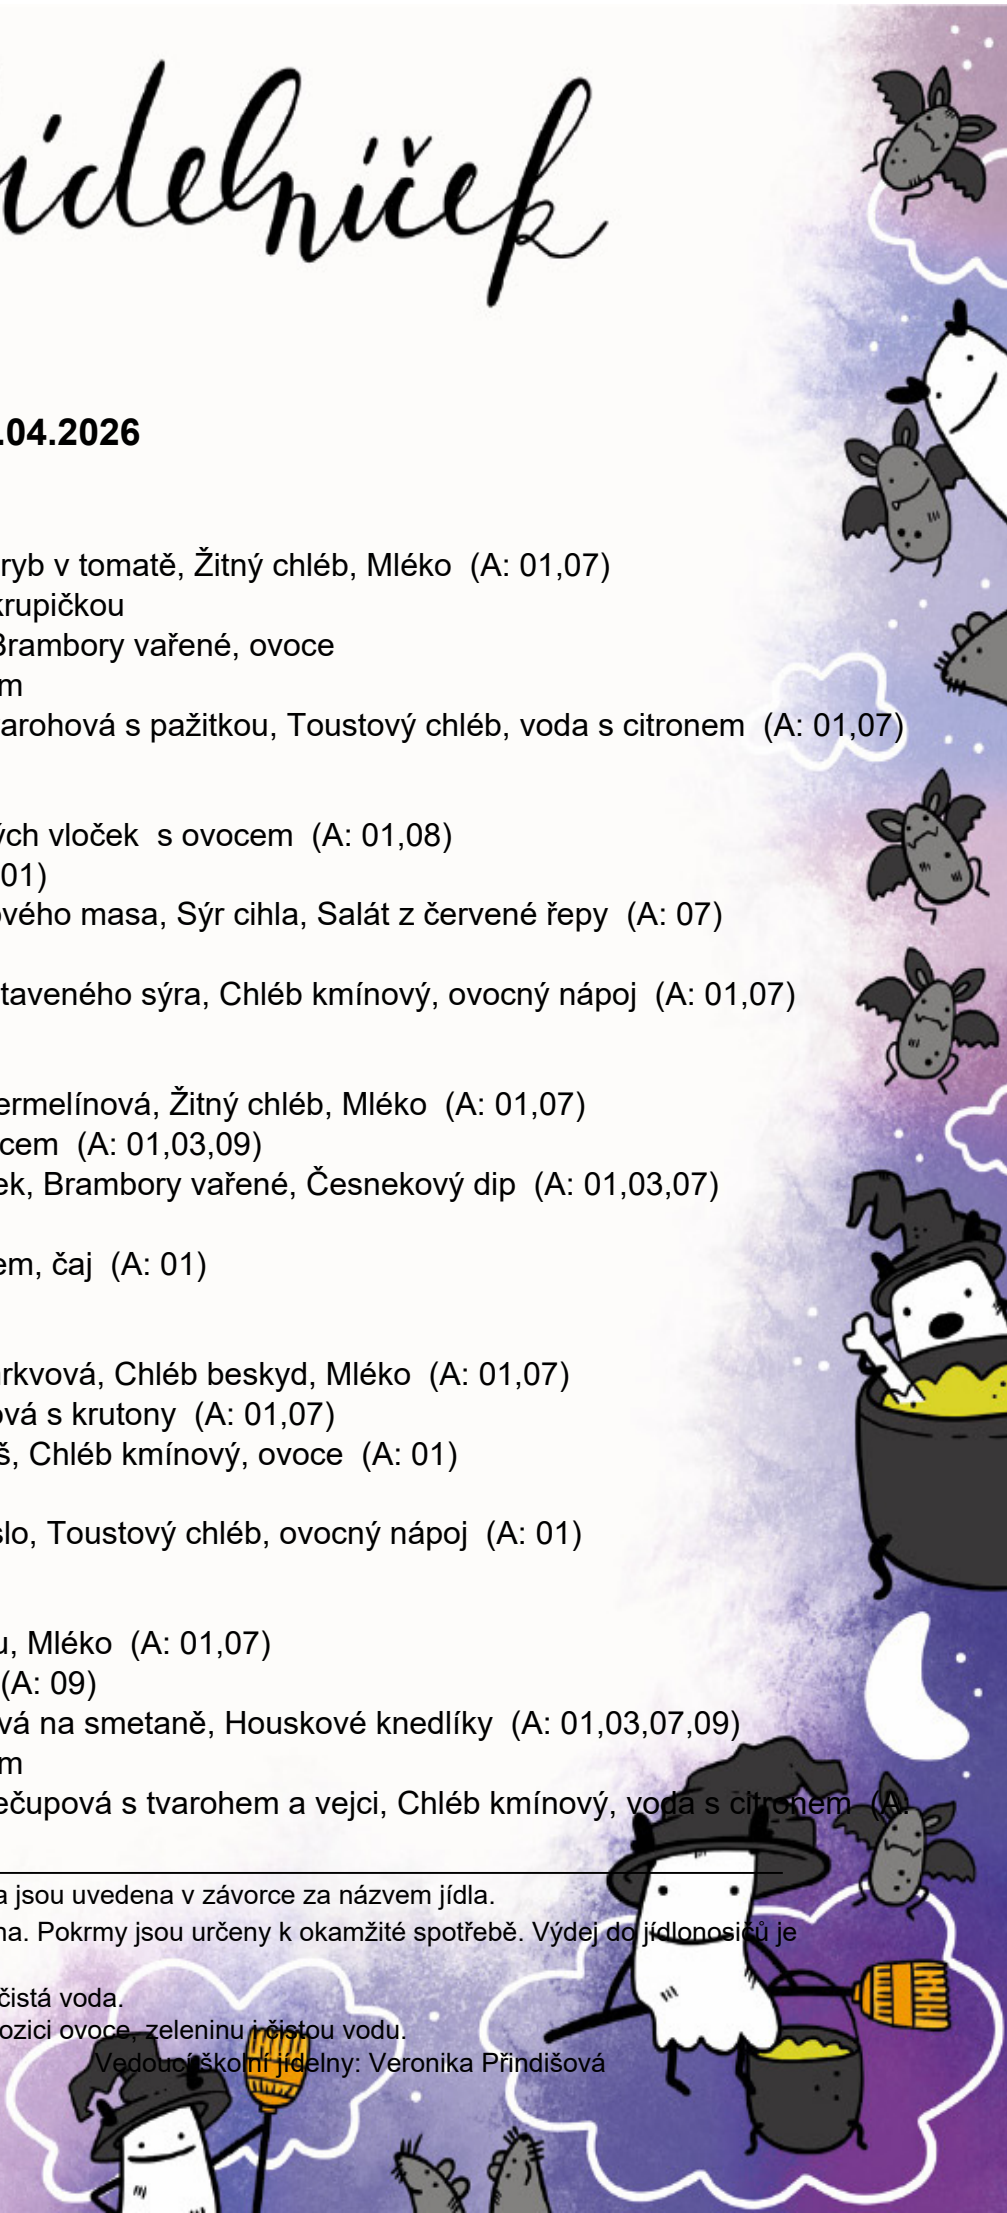 ídelníček
.04.2026
ryb v tomatě, Žitný chléb, Mléko (A: 01,07)
krupičkou
Brambory vařené, ovoce
m
arohová s pažitkou, Toustový chléb, voda s citronem (A: 01,07)
ých vloček s ovocem (A: 01,08)
01)
ového masa, Sýr cihla, Salát z červené řepy (A: 07)
taveného sýra, Chléb kmínový, ovocný nápoj (A: 01,07)
ermelínová, Žitný chléb, Mléko (A: 01,07)
cem (A: 01,03,09)
ek, Brambory vařené, Česnekový dip (A: 01,03,07)
em, čaj (A: 01)
rkvová, Chléb beskyd, Mléko (A: 01,07)
ová s krutony (A: 01,07)
š, Chléb kmínový, ovoce (A: 01)
slo, Toustový chléb, ovocný nápoj (A: 01)
u, Mléko (A: 01,07)
(A: 09)
vá na smetaně, Houskové knedlíky (A: 01,03,07,09)
m
ečupová s tvarohem a vejci, Chléb kmínový, voda s citronem (A:
a jsou uvedena v závorce za názvem jídla.
na. Pokrmy jsou určeny k okamžité spotřebě. Výdej do jídlonosičů je
čistá voda.
ozici ovoce, zeleninu i čistou vodu.
Vedoucí školní jídelny: Veronika Přindišová